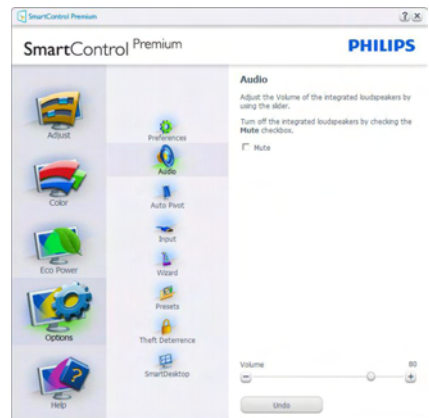 SmartControl Premium
SmartControl Premium
PHILIPS
Adjust
Color
Eco Power
Options
Help
Preferences
Audio
Auto Pivot
Input
Wizard
Presets
Theft Deterrence
SmartDesktop
Audio
Adjust the Volume of the integrated loudspeakers by
using the slider.
Turn off the integrated loudspeakers by checking the
Mute checkbox.
Mute
Volume 80
Undo